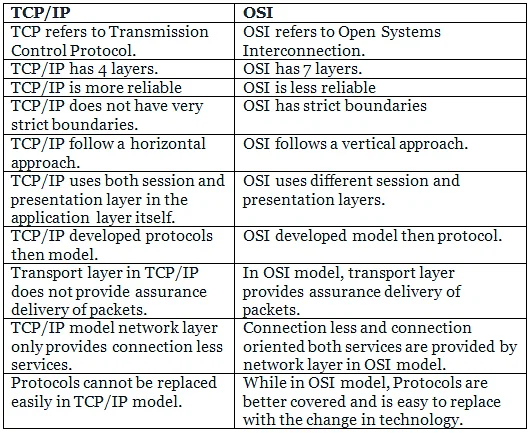 TCP/IP
OSI
TCP refers to Transmission
Control Protocol.
OSI refers to Open Systems
Interconnection.
TCP/IP has 4 layers.
OSI has 7 layers.
TCP/IP is more reliable
OSI is less reliable
TCP/IP does not have very
strict boundaries.
OSI has strict boundaries
TCP/IP follow a horizontal
approach.
OSI follows a vertical approach.
TCP/IP uses both session and
presentation layer in the
application layer itself.
OSI uses different session and
presentation layers.
TCP/IP developed protocols
then model.
OSI developed model then protocol.
Transport layer in TCP/IP
does not provide assurance
delivery of packets.
In OSI model, transport layer
provides assurance delivery of
packets.
TCP/IP model network layer
only provides connection less
services.
Connection less and connection
oriented both services are provided by
network layer in OSI model.
Protocols cannot be replaced
easily in TCP/IP model.
While in OSI model, Protocols are
better covered and is easy to replace
with the change in technology.